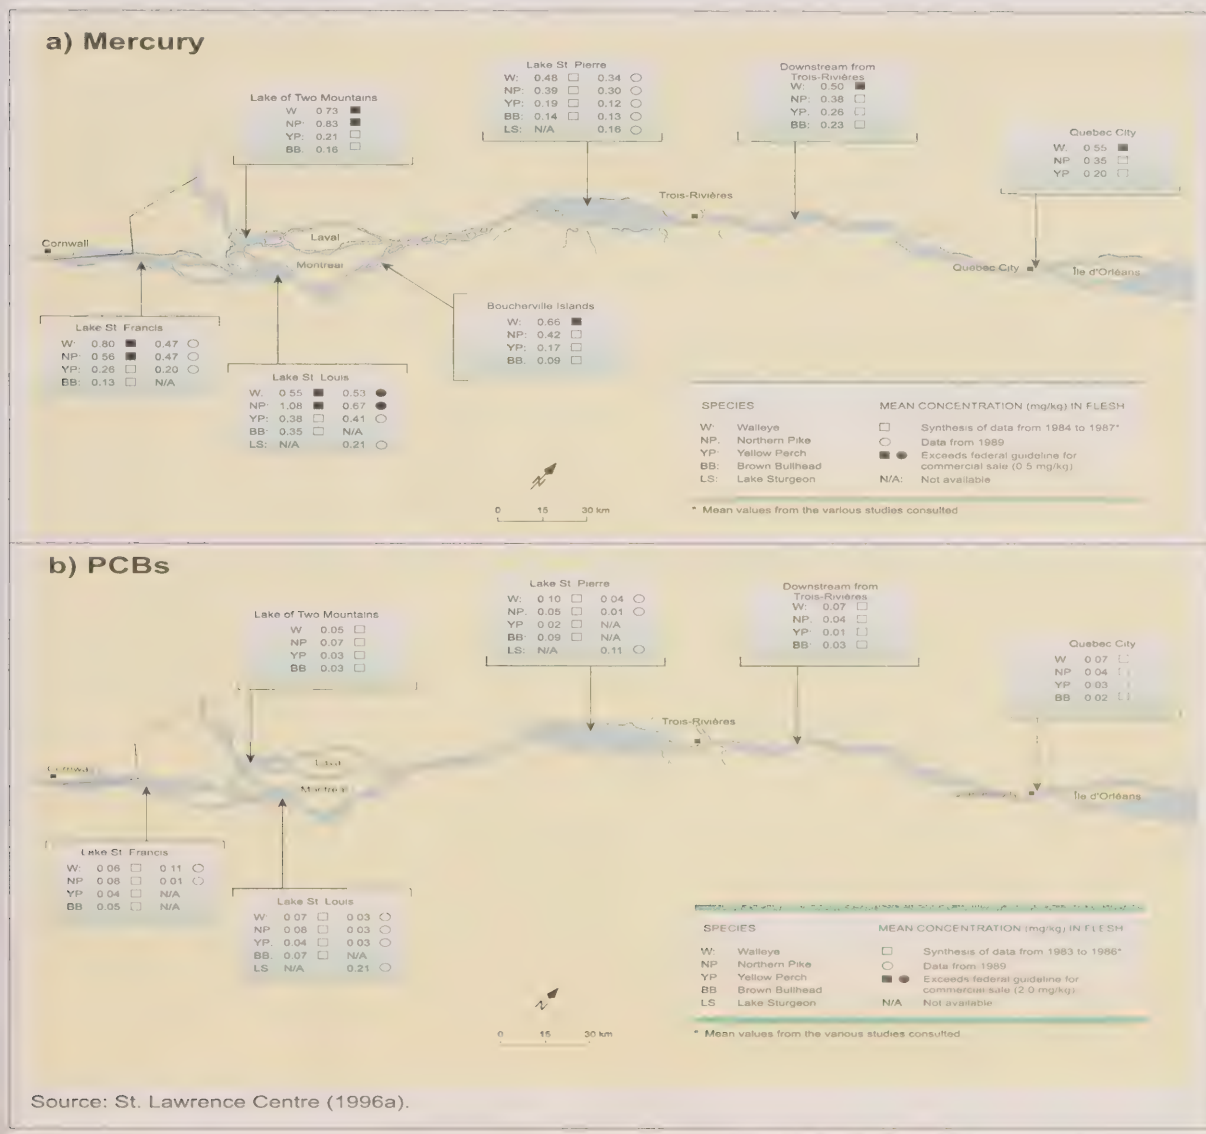 a) Mercury
Lake St Pierre
W: 0.48 □ 0.34 ○
NP: 0.39 □ 0.30 ○
YP: 0.19 □ 0.12 ○
BB: 0.14 □ 0.13 ○
LS: N/A 0.16 ○
Downstream from
Trois-Rivières
W: 0.50 ■
NP: 0.38 □
YP: 0.26 □
BB: 0.23 □
Lake of Two Mountains
W 0.73 ■
NP 0.83 ■
YP: 0.21 □
BB. 0.16 □
Quebec City
W: 0.55 ■
NP 0.35 □
YP 0.20 □
Trois-Rivières
Cornwall
Laval
Montreal
Quebec City
Île d'Orléans
Boucherville Islands
W: 0.66 ■
NP: 0.42 □
YP: 0.17 □
BB. 0.09 □
Lake St Francis
W: 0.80 ■ 0.47 ○
NP: 0.56 ■ 0.47 ○
YP: 0.26 □ 0.20 ○
BB: 0.13 □ N/A
Lake St Louis
W. 0.55 ■ 0.53 ●
NP: 1.08 ■ 0.67 ●
YP: 0.38 □ 0.41 ○
BB: 0.35 □ N/A
LS: N/A 0.21 ○
N
0 15 30 km
SPECIES MEAN CONCENTRATION (mg/kg) IN FLESH
W: Walleye □ Synthesis of data from 1984 to 1987*
NP. Northern Pike ○ Data from 1989
YP: Yellow Perch ■ ● Exceeds federal guideline for
BB: Brown Bullhead commercial sale (0 5 mg/kg)
LS: Lake Sturgeon N/A: Not available
* Mean values from the various studies consulted
b) PCBs
Lake St Pierre
W: 0 10 □ 0 04 ○
NP. 0.05 □ 0.01 ○
YP 0 02 □ N/A
BB: 0.09 □ N/A
LS: N/A 0.11 ○
Downstream from
Trois-Rivières
W: 0.07 □
NP. 0.04 □
YP: 0.01 □
BB: 0.03 □
Lake of Two Mountains
W 0.05 □
NP 0.07 □
YP 0.03 □
BB 0.03 □
Quebec City
W 0 07 □
NP 0 04 □
YP 0 03 □
BB 0 02 □
Trois-Rivières
Laval
Montreal
Île d'Orléans
Lake St Francis
W: 0 06 □ 0 11 ○
NP 0 08 □ 0 01 ○
YP 0 04 □ N/A
BB 0.05 □ N/A
Lake St Louis
W 0 07 □ 0 03 ○
NP 0 08 □ 0 03 ○
YP. 0 04 □ 0 03 ○
BB. 0.07 □ N/A
LS N/A 0.21 ○
N
0 15 30 km
SPECIES MEAN CONCENTRATION (mg/kg) IN FLESH
W: Walleye □ Synthesis of data from 1983 to 1986*
NP Northern Pike ○ Data from 1989
YP Yellow Perch ■ ● Exceeds federal guideline for
BB Brown Bullhead commercial sale (2 0 mg/kg)
LS Lake Sturgeon N/A Not available
* Mean values from the various studies consulted
Source: St. Lawrence Centre (1996a).